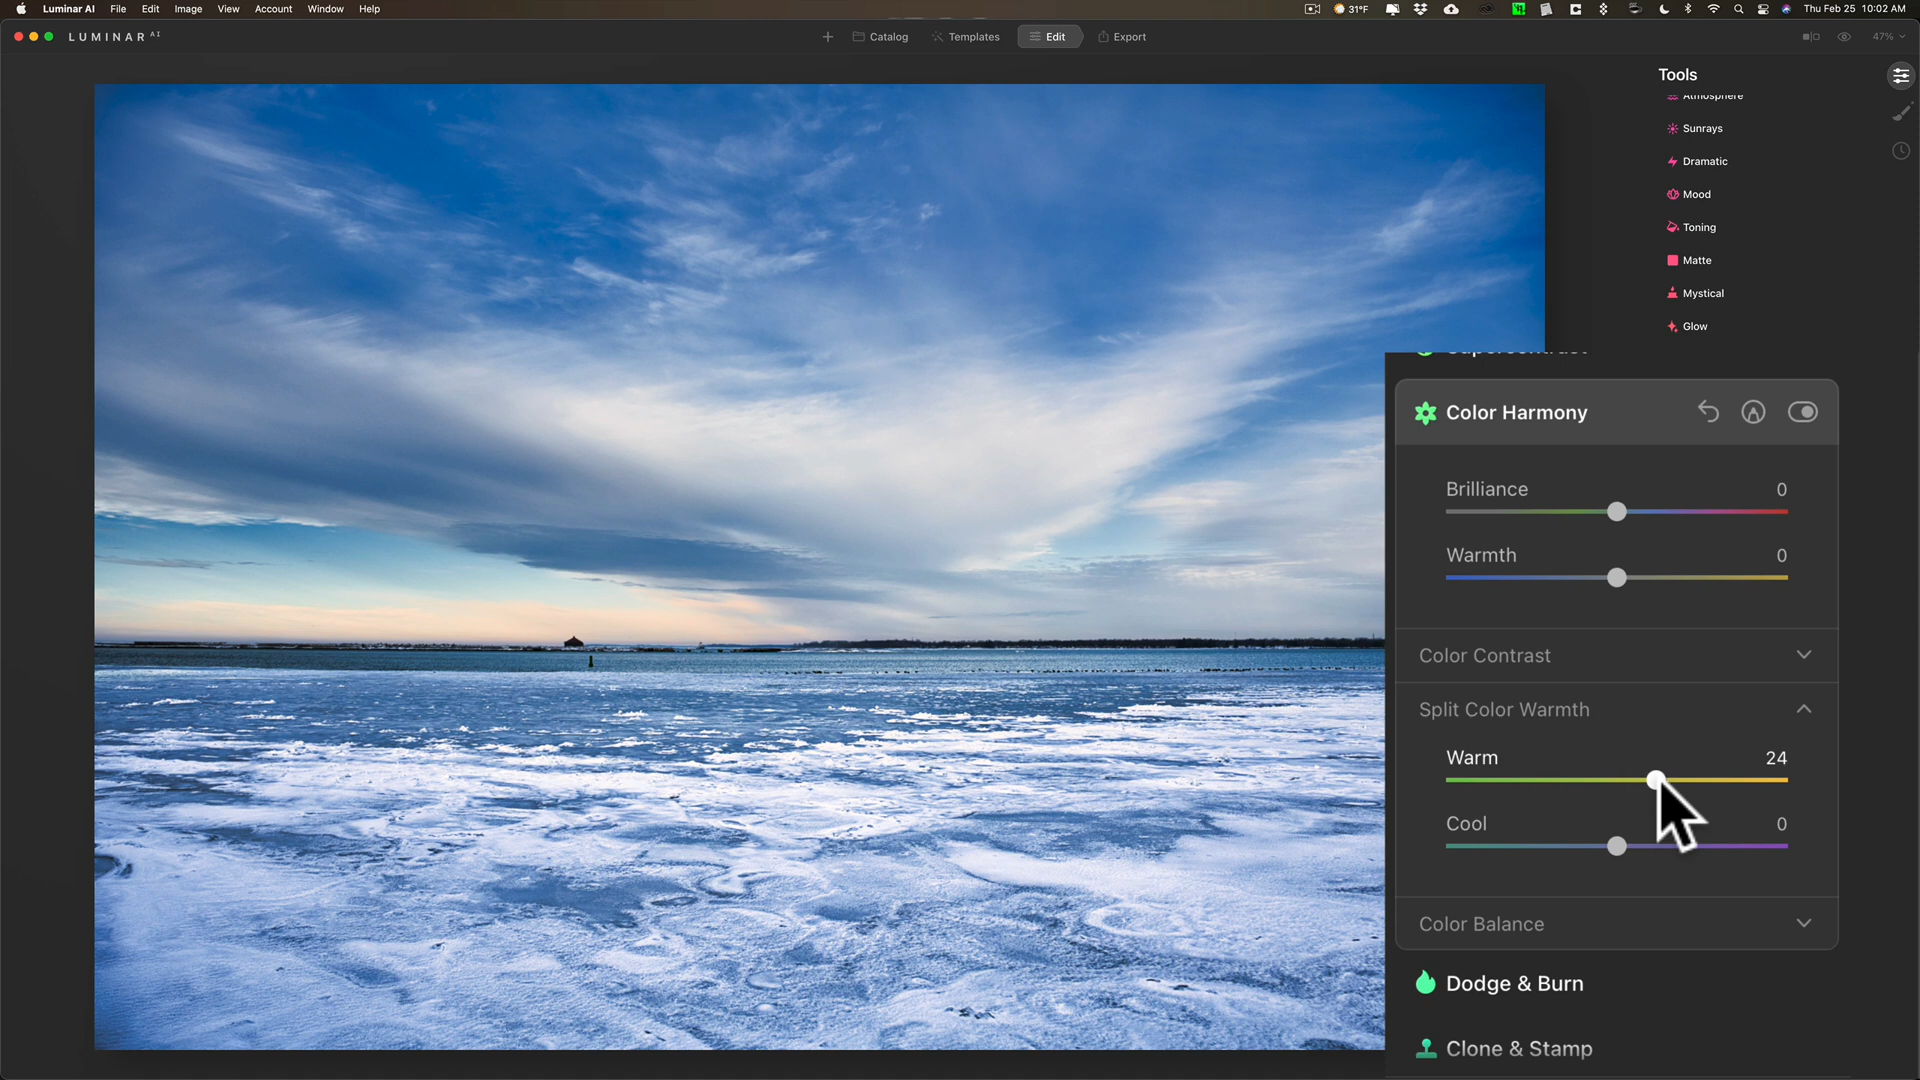 Luminar AI File Edit Image View Account Window Help 31°F Thu Feb 25 10:02 AM
LUMINAR AI Catalog Templates Edit Export 47%
Tools
Atmosphere
Sunrays
Dramatic
Mood
Toning
Matte
Mystical
Glow
Supercontrast
Color Harmony
Brilliance 0
Warmth 0
Color Contrast
Split Color Warmth
Warm 24
Cool 0
Color Balance
Dodge & Burn
Clone & Stamp